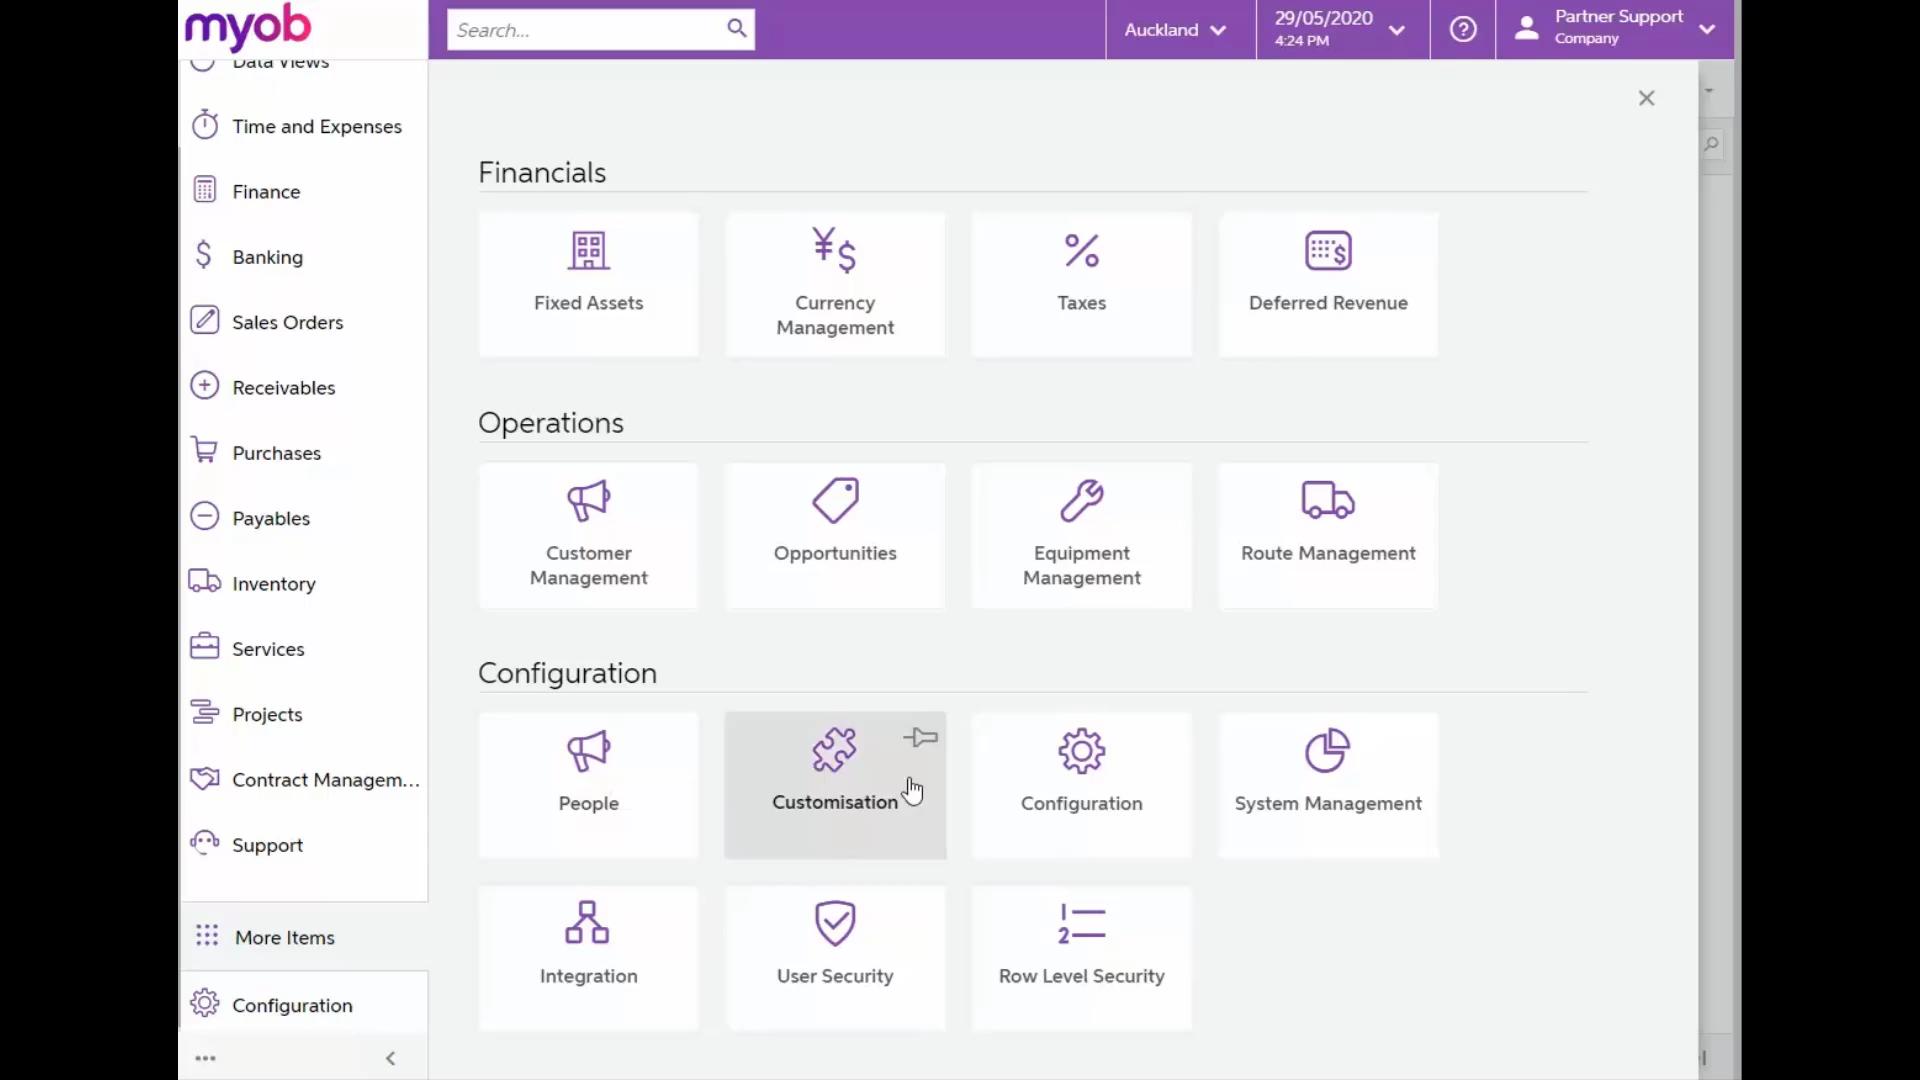 myob
Search...
Auckland
29/05/2020
4:24 PM
Partner Support
Company
Data Views
Time and Expenses
Finance
Banking
Sales Orders
Receivables
Purchases
Payables
Inventory
Services
Projects
Contract Managem...
Support
More Items
Configuration
Financials
Fixed Assets
Currency
Management
Taxes
Deferred Revenue
Operations
Customer
Management
Opportunities
Equipment
Management
Route Management
Configuration
People
Customisation
Configuration
System Management
Integration
User Security
Row Level Security